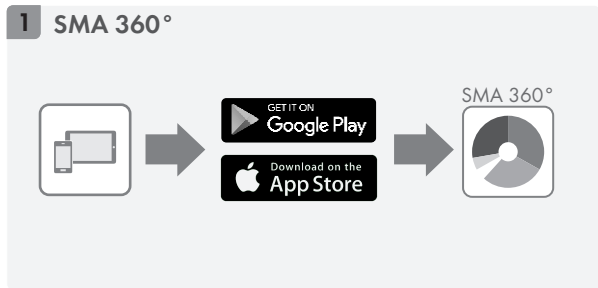 1 SMA 360°
SMA 360°
GET IT ON
Google Play
Download on the
App Store